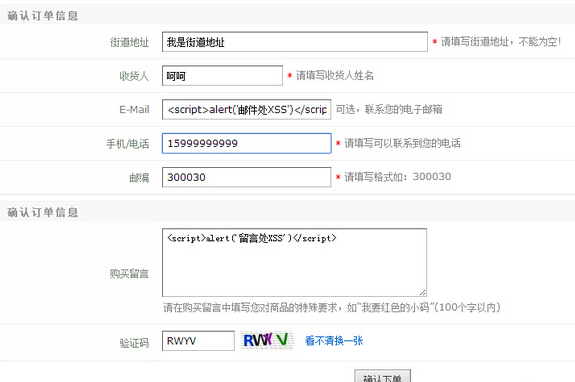 确认订单信息
街道地址 我是街道地址 * 请填写街道地址，不能为空!
收货人 呵呵 * 请填写收货人姓名
E-Mail <script>alert('邮件处XSS')</scrip 可选，联系您的电子邮箱
手机/电话 15999999999 * 请填写可以联系到您的电话
邮编 300030 * 请填写格式如：300030
确认订单信息
<script>alert('留言处XSS')</script>
购买留言
请在购买留言中填写您对商品的特殊要求，如“我要红色的小码”(100个字以内)
验证码 RWYV RWYV 看不清换一张
确认下单